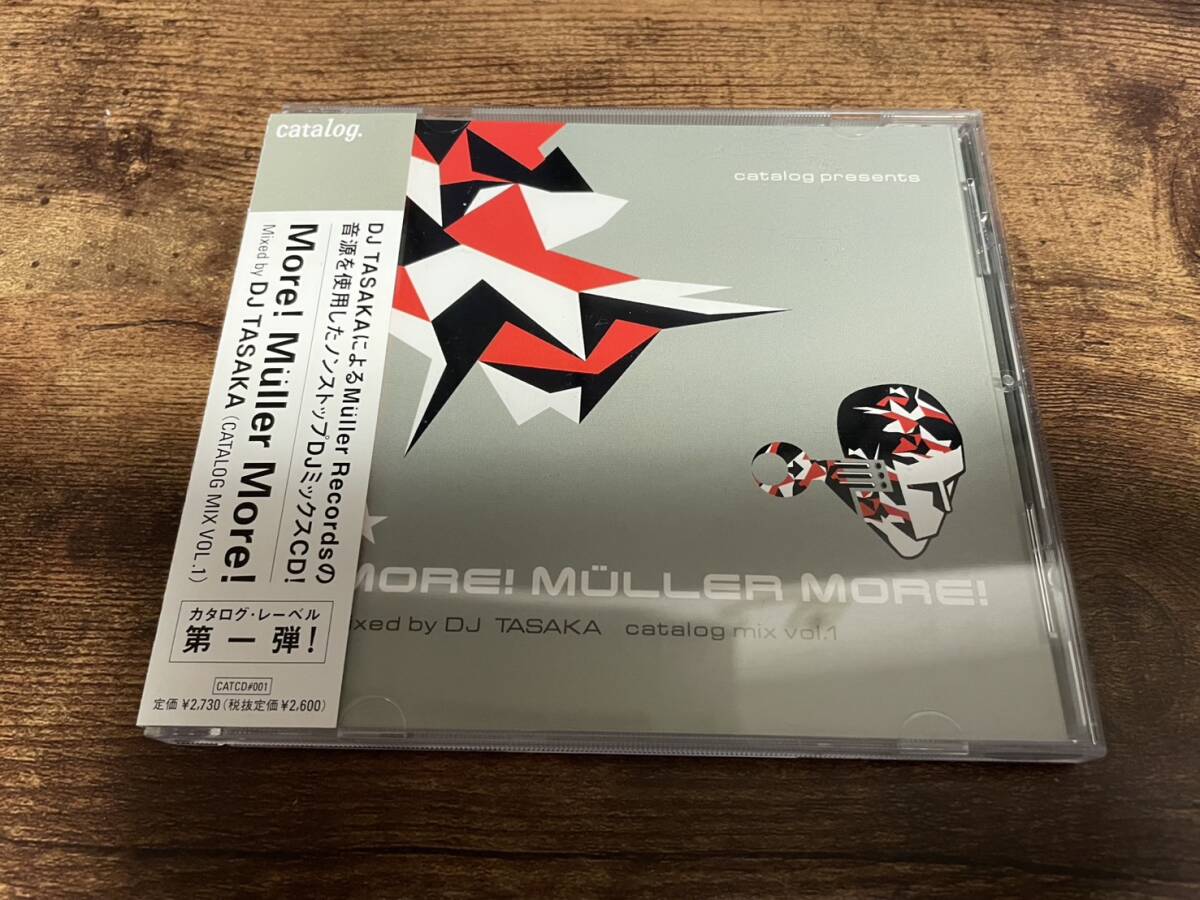 catalog.
DJ TASAKAによるMüller Recordsの
音源を使用したノンストップDJミックスCD!
More! Müller More!
Mixed by DJ TASAKA (CATALOG MIX VOL.1)
カタログ・レーベル
第一弾!
CATCD#001
定価¥2,730(税抜定価¥2,600)
catalog presents
MORE! MÜLLER MORE!
ixed by DJ TASAKA catalog mix vol.1